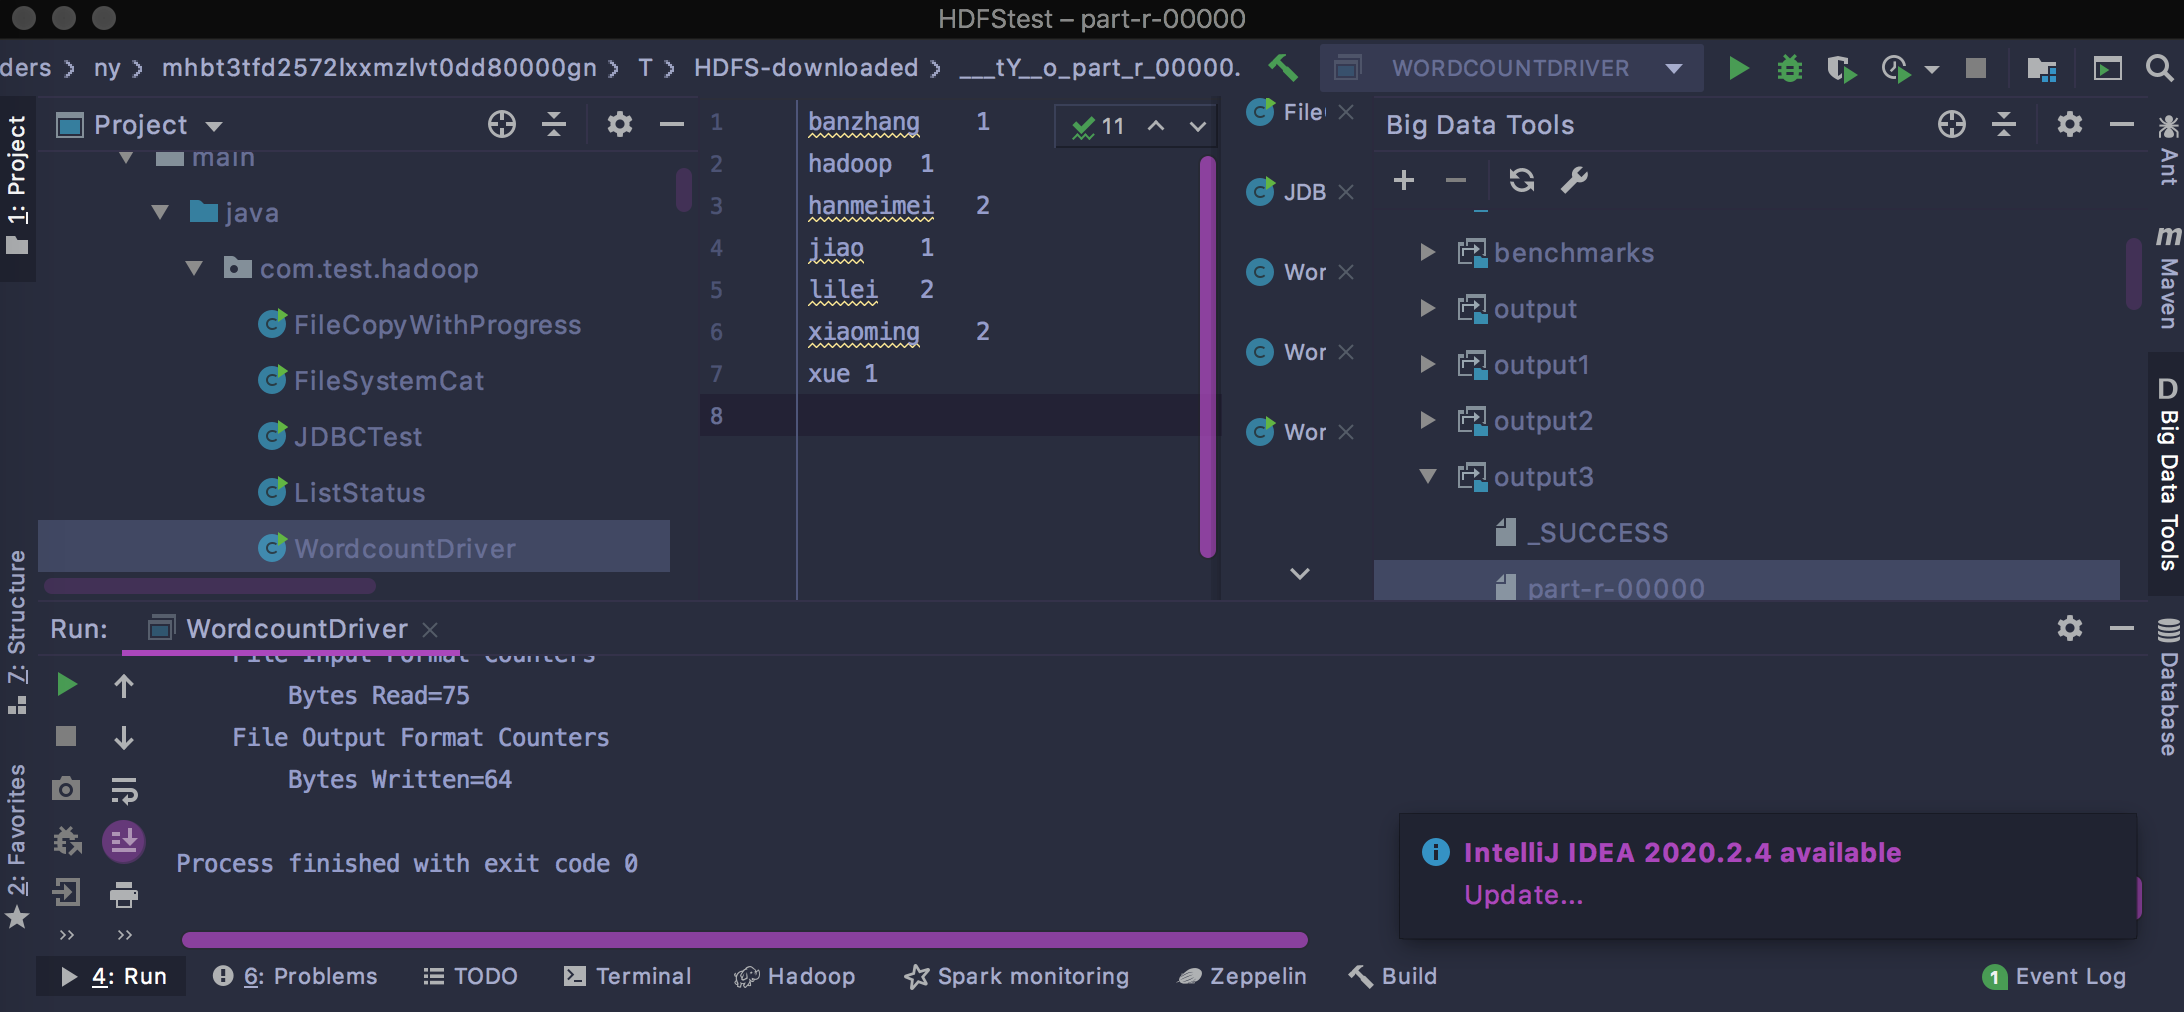 HDFStest – part-r-00000
ders > ny > mhbt3tfd2572lxxmzlvt0dd80000gn > T > HDFS-downloaded > ___tY__o_part_r_00000.
WORDCOUNTDRIVER
1: Project
7: Structure
2: Favorites
Project
main
java
com.test.hadoop
FileCopyWithProgress
FileSystemCat
JDBCTest
ListStatus
WordcountDriver
1 banzhang 1
2 hadoop 1
3 hanmeimei 2
4 jiao 1
5 lilei 2
6 xiaoming 2
7 xue 1
8
11
File
JDB
Wor
Wor
Wor
Big Data Tools
benchmarks
output
output1
output2
output3
_SUCCESS
part-r-00000
Ant
m Maven
D Big Data Tools
Database
Run: WordcountDriver
File Input Format Counters
Bytes Read=75
File Output Format Counters
Bytes Written=64
Process finished with exit code 0
IntelliJ IDEA 2020.2.4 available
Update...
4: Run 6: Problems TODO Terminal Hadoop Spark monitoring Zeppelin Build 1 Event Log